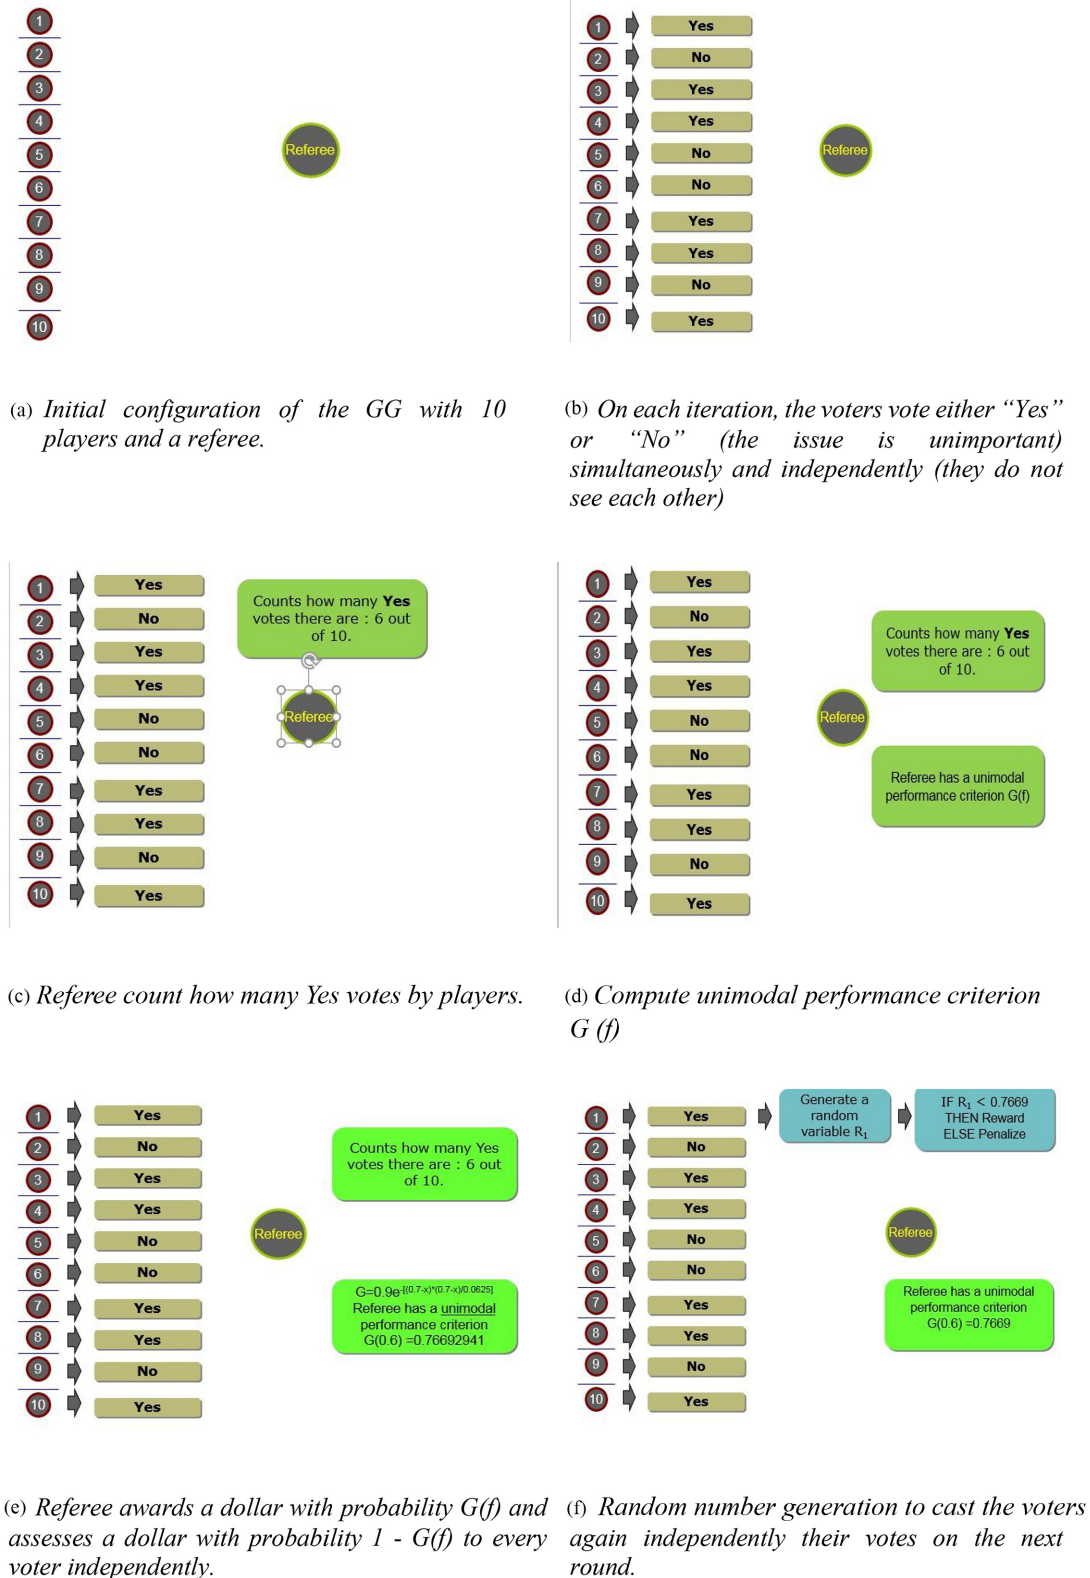 1
2
3
4
5
6
7
8
9
10
Referee
(a) Initial configuration of the GG with 10
players and a referee.
1 Yes
2 No
3 Yes
4 Yes
5 No
6 No
7 Yes
8 Yes
9 No
10 Yes
Referee
(b) On each iteration, the voters vote either “Yes”
or “No” (the issue is unimportant)
simultaneously and independently (they do not
see each other)
1 Yes
2 No
3 Yes
4 Yes
5 No
6 No
7 Yes
8 Yes
9 No
10 Yes
Counts how many Yes
votes there are : 6 out
of 10.
Referee
(c) Referee count how many Yes votes by players.
1 Yes
2 No
3 Yes
4 Yes
5 No
6 No
7 Yes
8 Yes
9 No
10 Yes
Counts how many Yes
votes there are : 6 out
of 10.
Referee
Referee has a unimodal
performance criterion G(f)
(d) Compute unimodal performance criterion
G (f)
1 Yes
2 No
3 Yes
4 Yes
5 No
6 No
7 Yes
8 Yes
9 No
10 Yes
Counts how many Yes
votes there are : 6 out
of 10.
Referee
G=0.9e-[(0.7-x)*(0.7-x)/0.0625]
Referee has a unimodal
performance criterion
G(0.6) =0.76692941
(e) Referee awards a dollar with probability G(f) and
assesses a dollar with probability 1 - G(f) to every
voter independently.
1 Yes
2 No
3 Yes
4 Yes
5 No
6 No
7 Yes
8 Yes
9 No
10 Yes
Generate a
random
variable R1
IF R1 < 0.7669
THEN Reward
ELSE Penalize
Referee
Referee has a unimodal
performance criterion
G(0.6) =0.7669
(f) Random number generation to cast the voters
again independently their votes on the next
round.